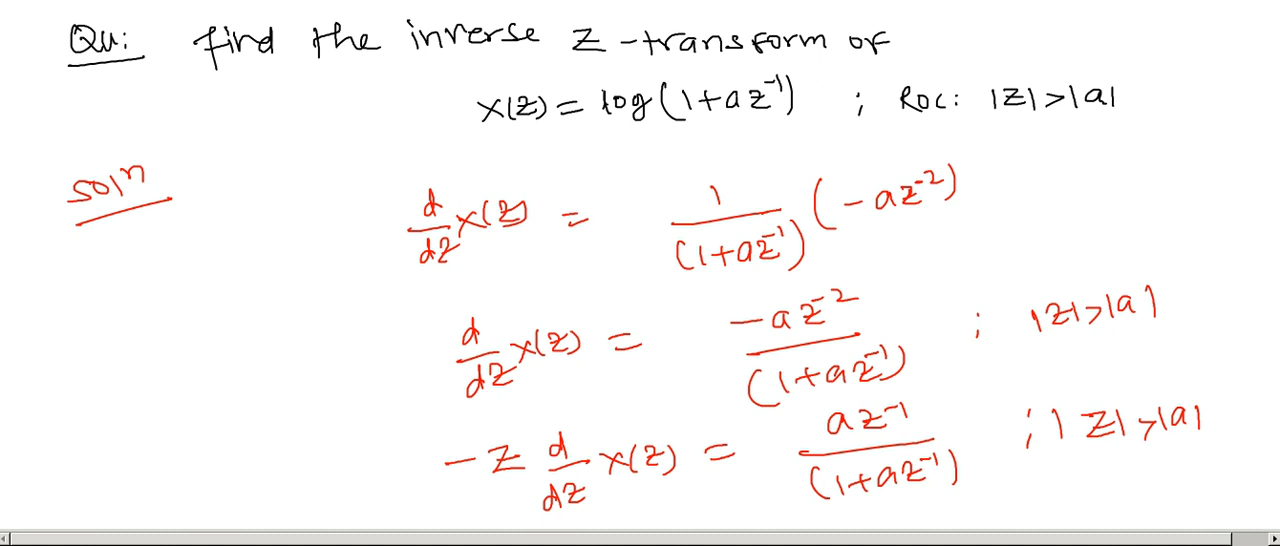 Qu: find the inverse z-transform of
X(z) = log(1+az⁻¹) ; ROC: |z|>|a|
soln
d/dz X(z) = 1/(1+az⁻¹) (-az⁻²)
d/dz X(z) = -az⁻²/(1+az⁻¹) ; |z|>|a|
-z d/dz X(z) = az⁻¹/(1+az⁻¹) ; |z|>|a|